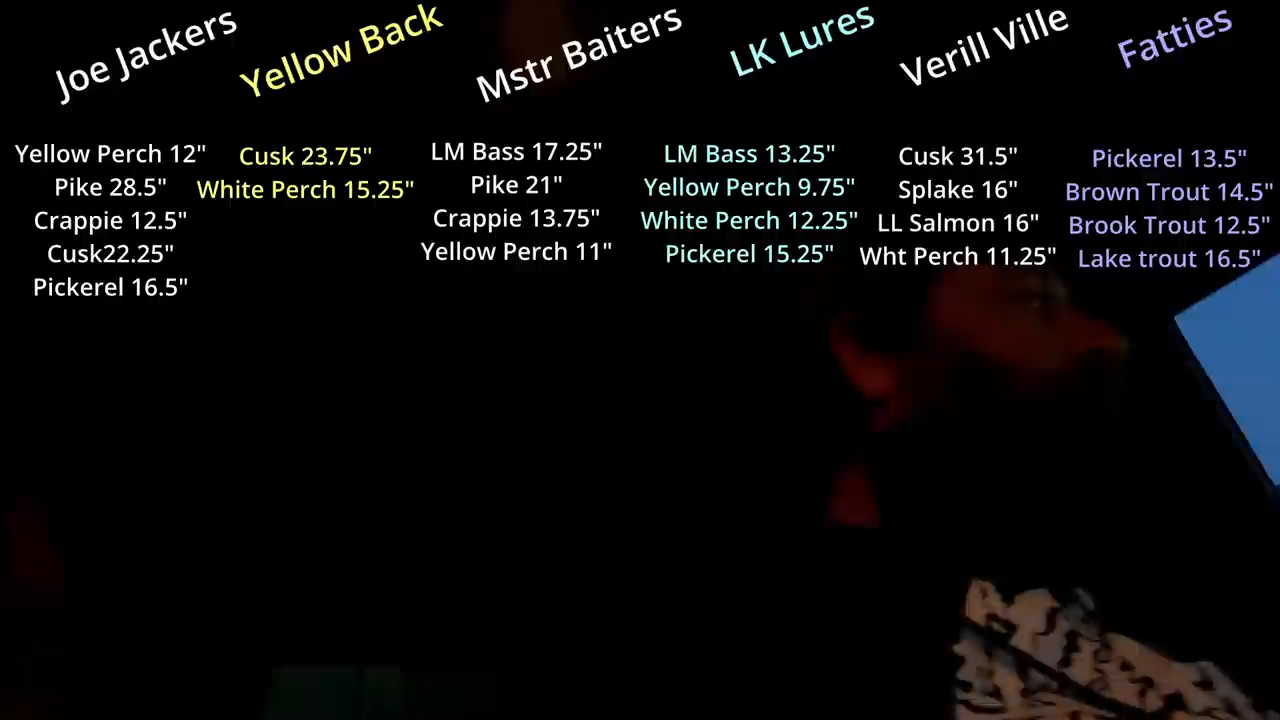 Joe Jackers
Yellow Perch 12"
Pike 28.5"
Crappie 12.5"
Cusk22.25"
Pickerel 16.5"
Yellow Back
Cusk 23.75"
White Perch 15.25"
Mstr Baiters
LM Bass 17.25"
Pike 21"
Crappie 13.75"
Yellow Perch 11"
LK Lures
LM Bass 13.25"
Yellow Perch 9.75"
White Perch 12.25"
Pickerel 15.25"
Verill Ville
Cusk 31.5"
Splake 16"
LL Salmon 16"
Wht Perch 11.25"
Fatties
Pickerel 13.5"
Brown Trout 14.5"
Brook Trout 12.5"
Lake trout 16.5"